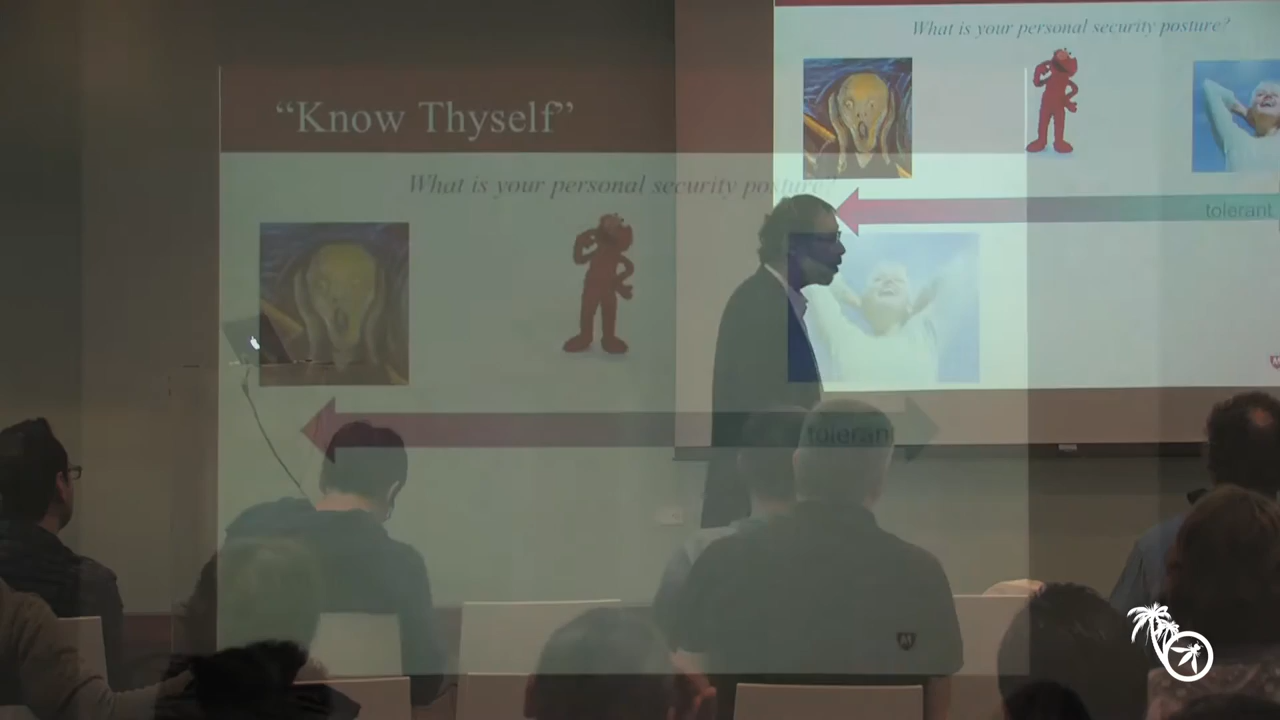 What is your personal security posture?
tolerant
“Know Thyself”
What is your personal security posture?
tolerant